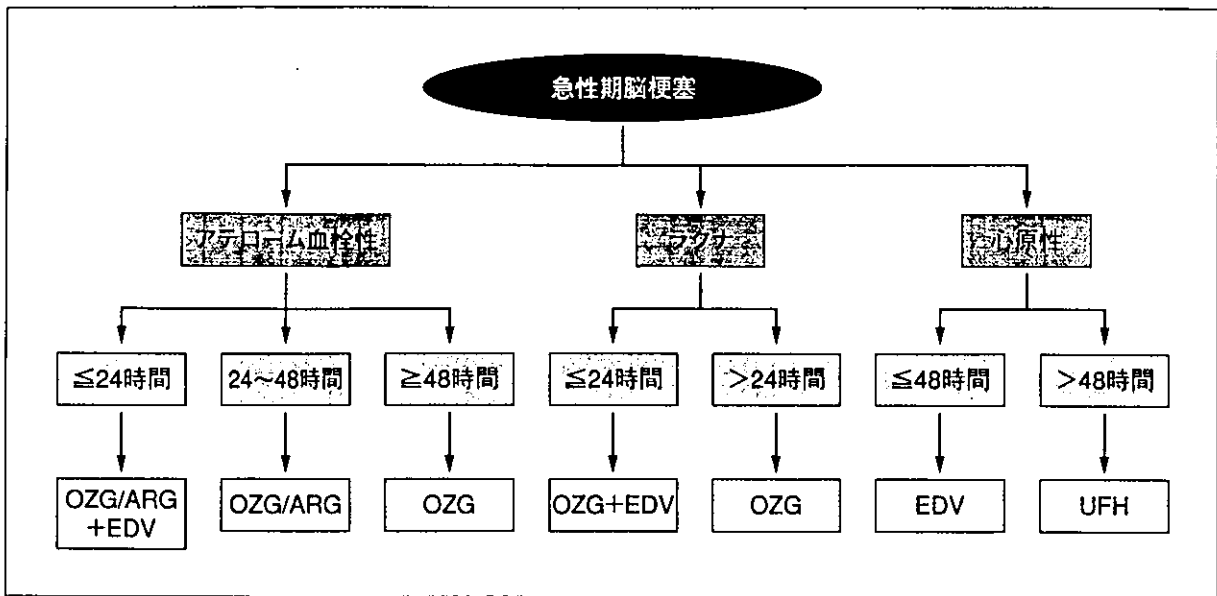 急性期脳梗塞
アテローム血栓性
ラクナ
心原性
≦24時間
24〜48時間
≧48時間
≦24時間
＞24時間
≦48時間
＞48時間
OZG/ARG
＋EDV
OZG/ARG
OZG
OZG+EDV
OZG
EDV
UFH